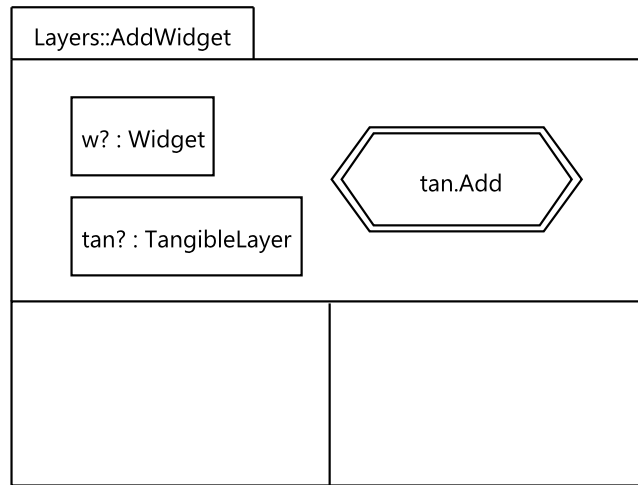 Layers::AddWidget
w? : Widget
tan.Add
tan? : TangibleLayer